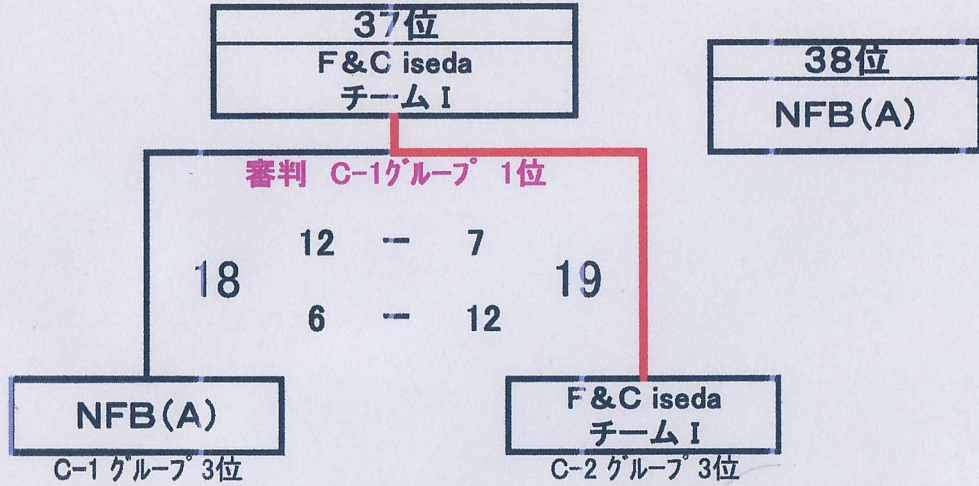 37位
F&C iseda
チーム I
38位
NFB(A)
審判 C-1グループ 1位
12 － 7
18 19
6 － 12
NFB(A)
F&C iseda
チーム I
C-1 グループ 3位
C-2 グループ 3位